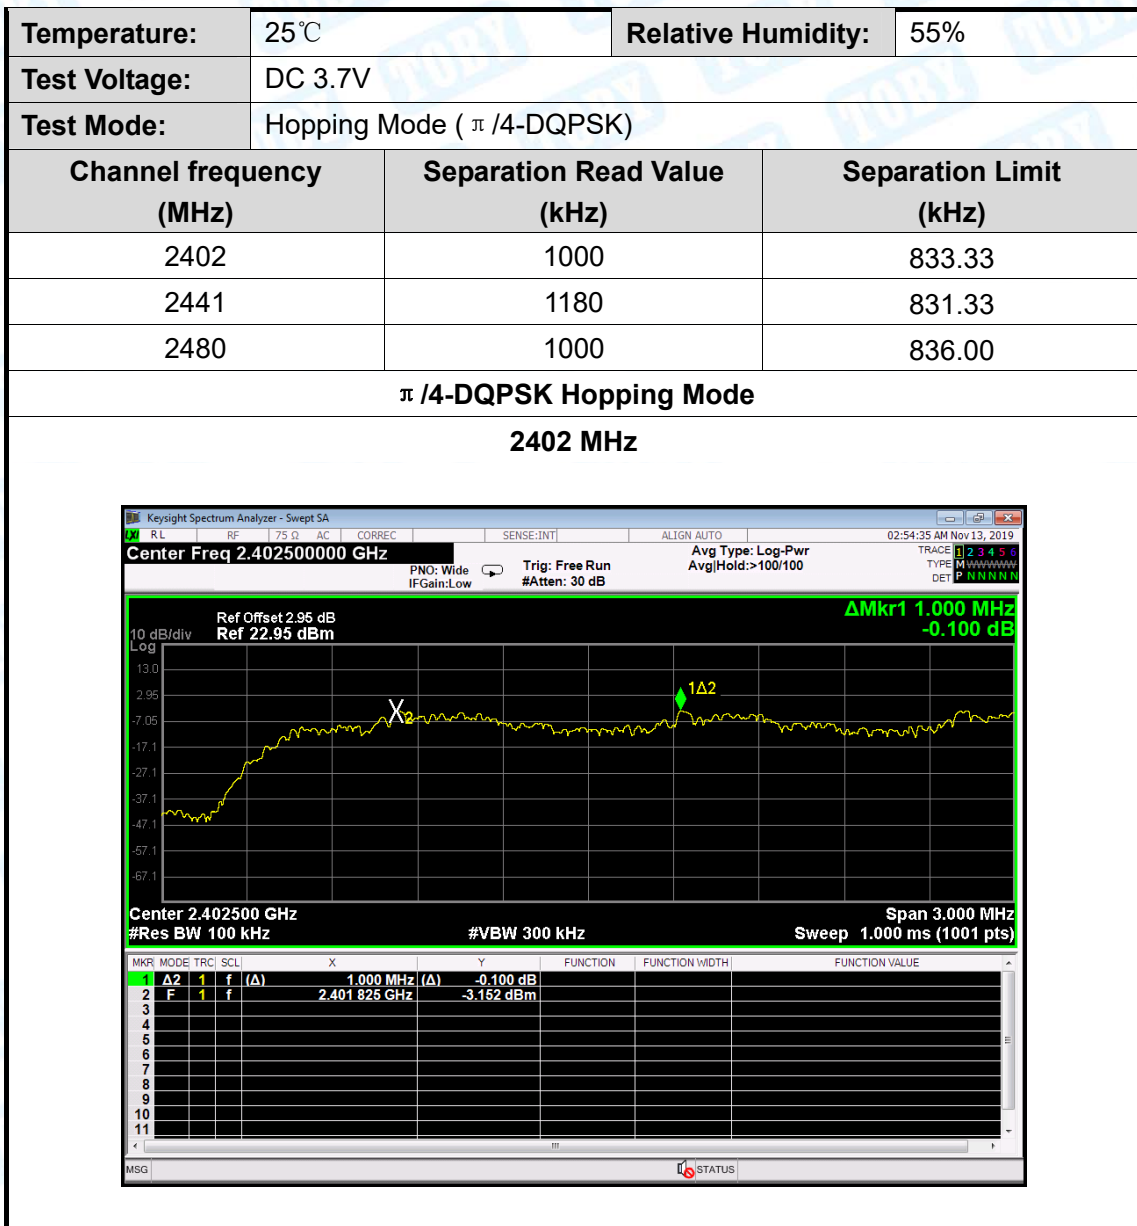 Temperature: 25℃ Relative Humidity: 55%
Test Voltage: DC 3.7V
Test Mode: Hopping Mode ( π /4-DQPSK)
Channel frequency (MHz) Separation Read Value (kHz) Separation Limit (kHz)
2402 1000 833.33
2441 1180 831.33
2480 1000 836.00
π /4-DQPSK Hopping Mode
2402 MHz
Keysight Spectrum Analyzer - Swept SA
LXI RL RF 75 Ω AC CORREC SENSE:INT ALIGN AUTO 02:54:35 AM Nov 13, 2019
Center Freq 2.402500000 GHz
PNO: Wide
IFGain:Low
Trig: Free Run
#Atten: 30 dB
Avg Type: Log-Pwr
Avg|Hold:>100/100
TRACE 1 2 3 4 5 6
TYPE M WWWWW
DET P N N N N N
ΔMkr1 1.000 MHz
-0.100 dB
Ref Offset 2.95 dB
10 dB/div Ref 22.95 dBm
Log
13.0
2.95
-7.05
-17.1
-27.1
-37.1
-47.1
-57.1
-67.1
1Δ2
X2
Center 2.402500 GHz Span 3.000 MHz
#Res BW 100 kHz #VBW 300 kHz Sweep 1.000 ms (1001 pts)
MKR MODE TRC SCL X Y FUNCTION FUNCTION WIDTH FUNCTION VALUE
1 Δ2 1 f (Δ) 1.000 MHz (Δ) -0.100 dB
2 F 1 f 2.401 825 GHz -3.152 dBm
3
4
5
6
7
8
9
10
11
MSG STATUS
TOBY